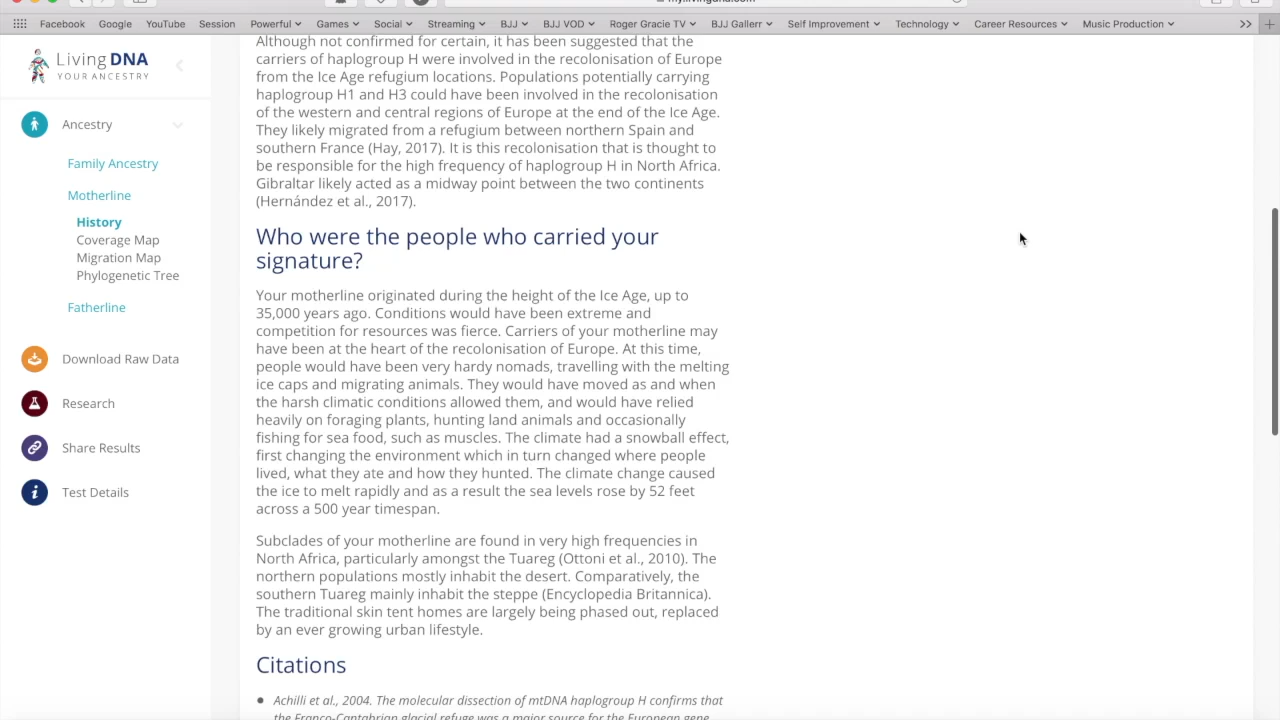 Facebook Google YouTube Session Powerful Games Social Streaming BJJ BJJ VOD Roger Gracie TV BJJ Gallerr Self Improvement Technology Career Resources Music Production
Living DNA
YOUR ANCESTRY
Ancestry
Family Ancestry
Motherline
History
Coverage Map
Migration Map
Phylogenetic Tree
Fatherline
Download Raw Data
Research
Share Results
Test Details
Although not confirmed for certain, it has been suggested that the
carriers of haplogroup H were involved in the recolonisation of Europe
from the Ice Age refugium locations. Populations potentially carrying
haplogroup H1 and H3 could have been involved in the recolonisation
of the western and central regions of Europe at the end of the Ice Age.
They likely migrated from a refugium between northern Spain and
southern France (Hay, 2017). It is this recolonisation that is thought to
be responsible for the high frequency of haplogroup H in North Africa.
Gibraltar likely acted as a midway point between the two continents
(Hernández et al., 2017).
Who were the people who carried your
signature?
Your motherline originated during the height of the Ice Age, up to
35,000 years ago. Conditions would have been extreme and
competition for resources was fierce. Carriers of your motherline may
have been at the heart of the recolonisation of Europe. At this time,
people would have been very hardy nomads, travelling with the melting
ice caps and migrating animals. They would have moved as and when
the harsh climatic conditions allowed them, and would have relied
heavily on foraging plants, hunting land animals and occasionally
fishing for sea food, such as muscles. The climate had a snowball effect,
first changing the environment which in turn changed where people
lived, what they ate and how they hunted. The climate change caused
the ice to melt rapidly and as a result the sea levels rose by 52 feet
across a 500 year timespan.
Subclades of your motherline are found in very high frequencies in
North Africa, particularly amongst the Tuareg (Ottoni et al., 2010). The
northern populations mostly inhabit the desert. Comparatively, the
southern Tuareg mainly inhabit the steppe (Encyclopedia Britannica).
The traditional skin tent homes are largely being phased out, replaced
by an ever growing urban lifestyle.
Citations
Achilli et al., 2004. The molecular dissection of mtDNA haplogroup H confirms that
the Franco-Cantabrian glacial refuge was a major source for the European gene